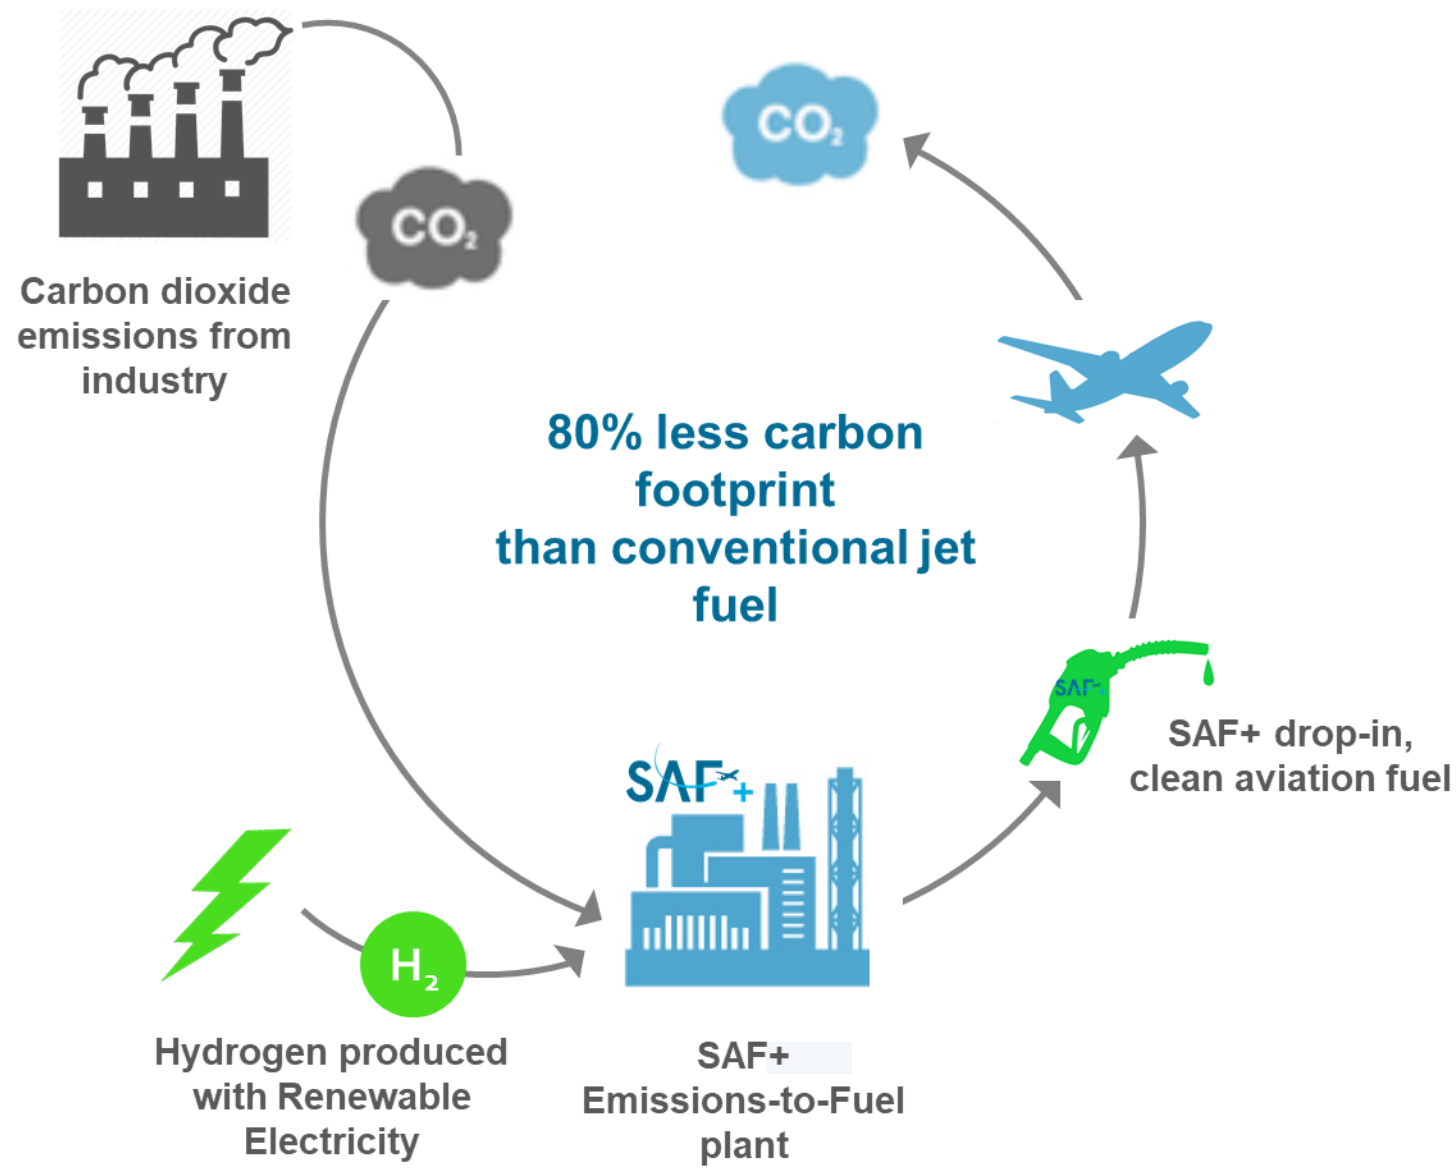 CO₂
CO₂
Carbon dioxide
emissions from
industry
80% less carbon
footprint
than conventional jet
fuel
SAF+
SAF+ drop-in,
clean aviation fuel
SAF+
H₂
Hydrogen produced
with Renewable
Electricity
SAF+
Emissions-to-Fuel
plant